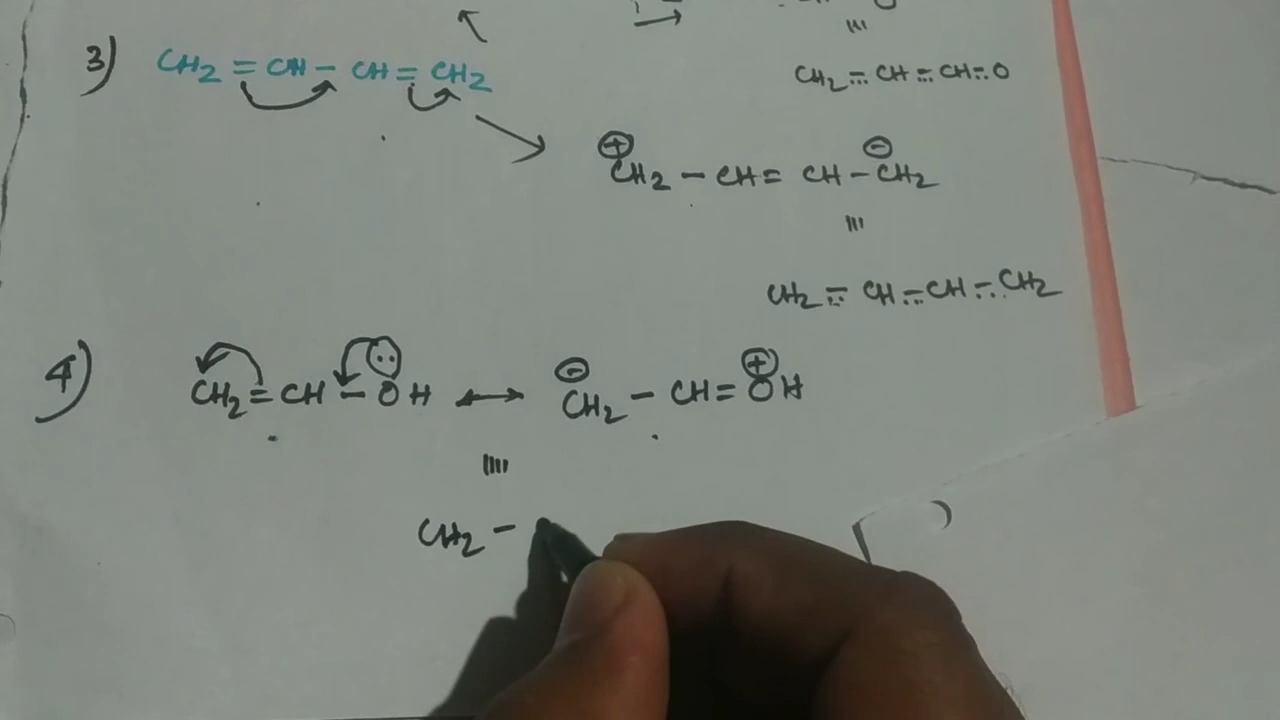 3) CH2 = CH - CH = CH2
CH2 = CH = CH = O
⊕CH2 - CH = CH - ⊖CH2
CH2 = CH = CH = CH2
4) CH2 = CH - ÖH ↔ ⊖CH2 - CH = ⊕OH
CH2 -